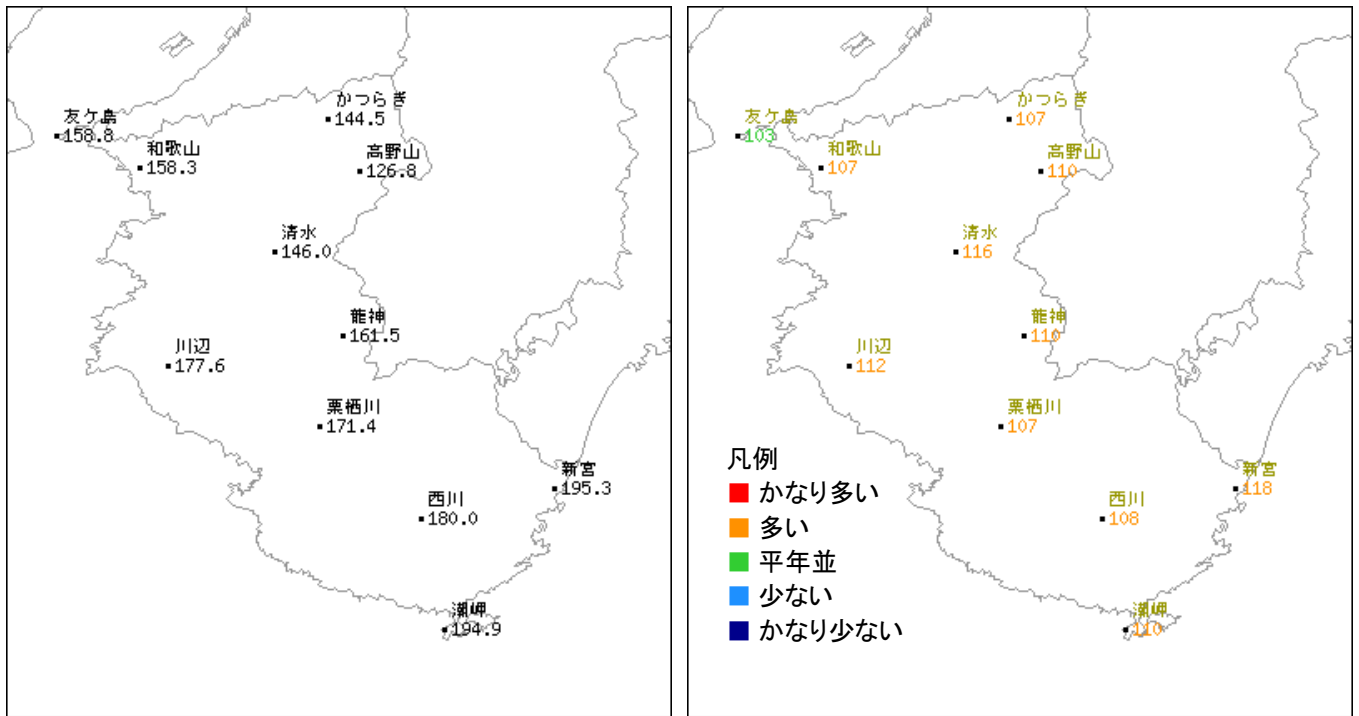 かつらぎ
144.5
友ケ島
158.8
和歌山
158.3
高野山
126.8
清水
146.0
龍神
161.5
川辺
177.6
栗栖川
171.4
新宮
195.3
西川
180.0
潮岬
194.9
かつらぎ
107
友ケ島
103
和歌山
107
高野山
110
清水
116
龍神
110
川辺
112
栗栖川
107
新宮
118
西川
108
潮岬
110
凡例
かなり多い
多い
平年並
少ない
かなり少ない